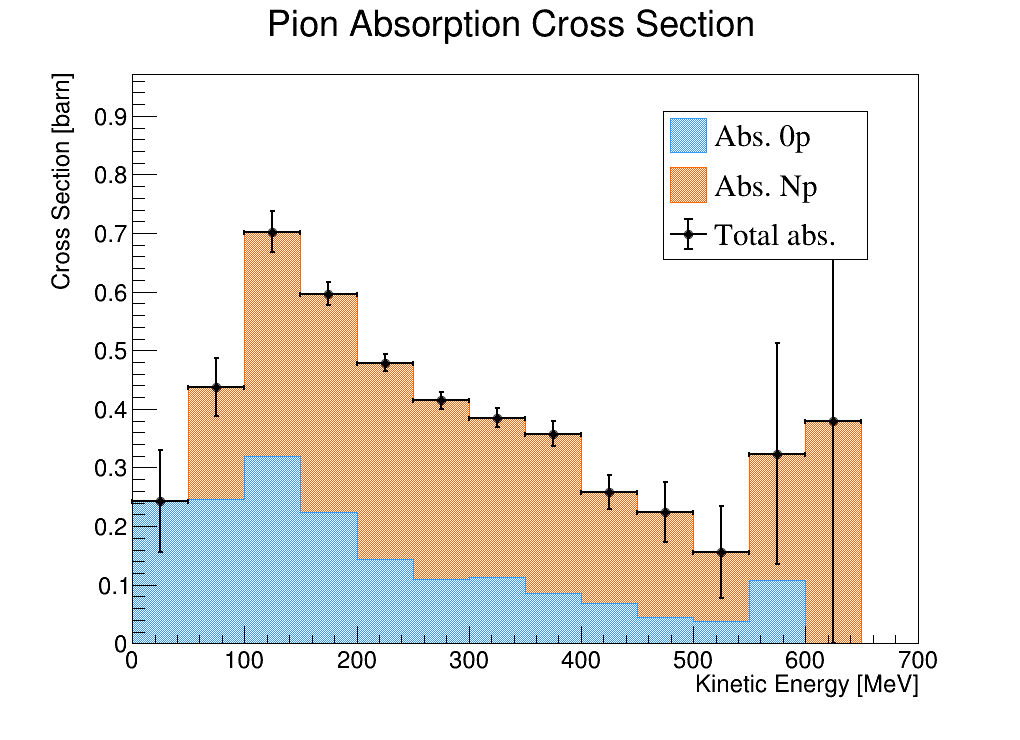 Pion Absorption Cross Section
Cross Section [barn]
0.9
0.8
0.7
0.6
0.5
0.4
0.3
0.2
0.1
0
Abs. 0p
Abs. Np
Total abs.
0 100 200 300 400 500 600 700
Kinetic Energy [MeV]